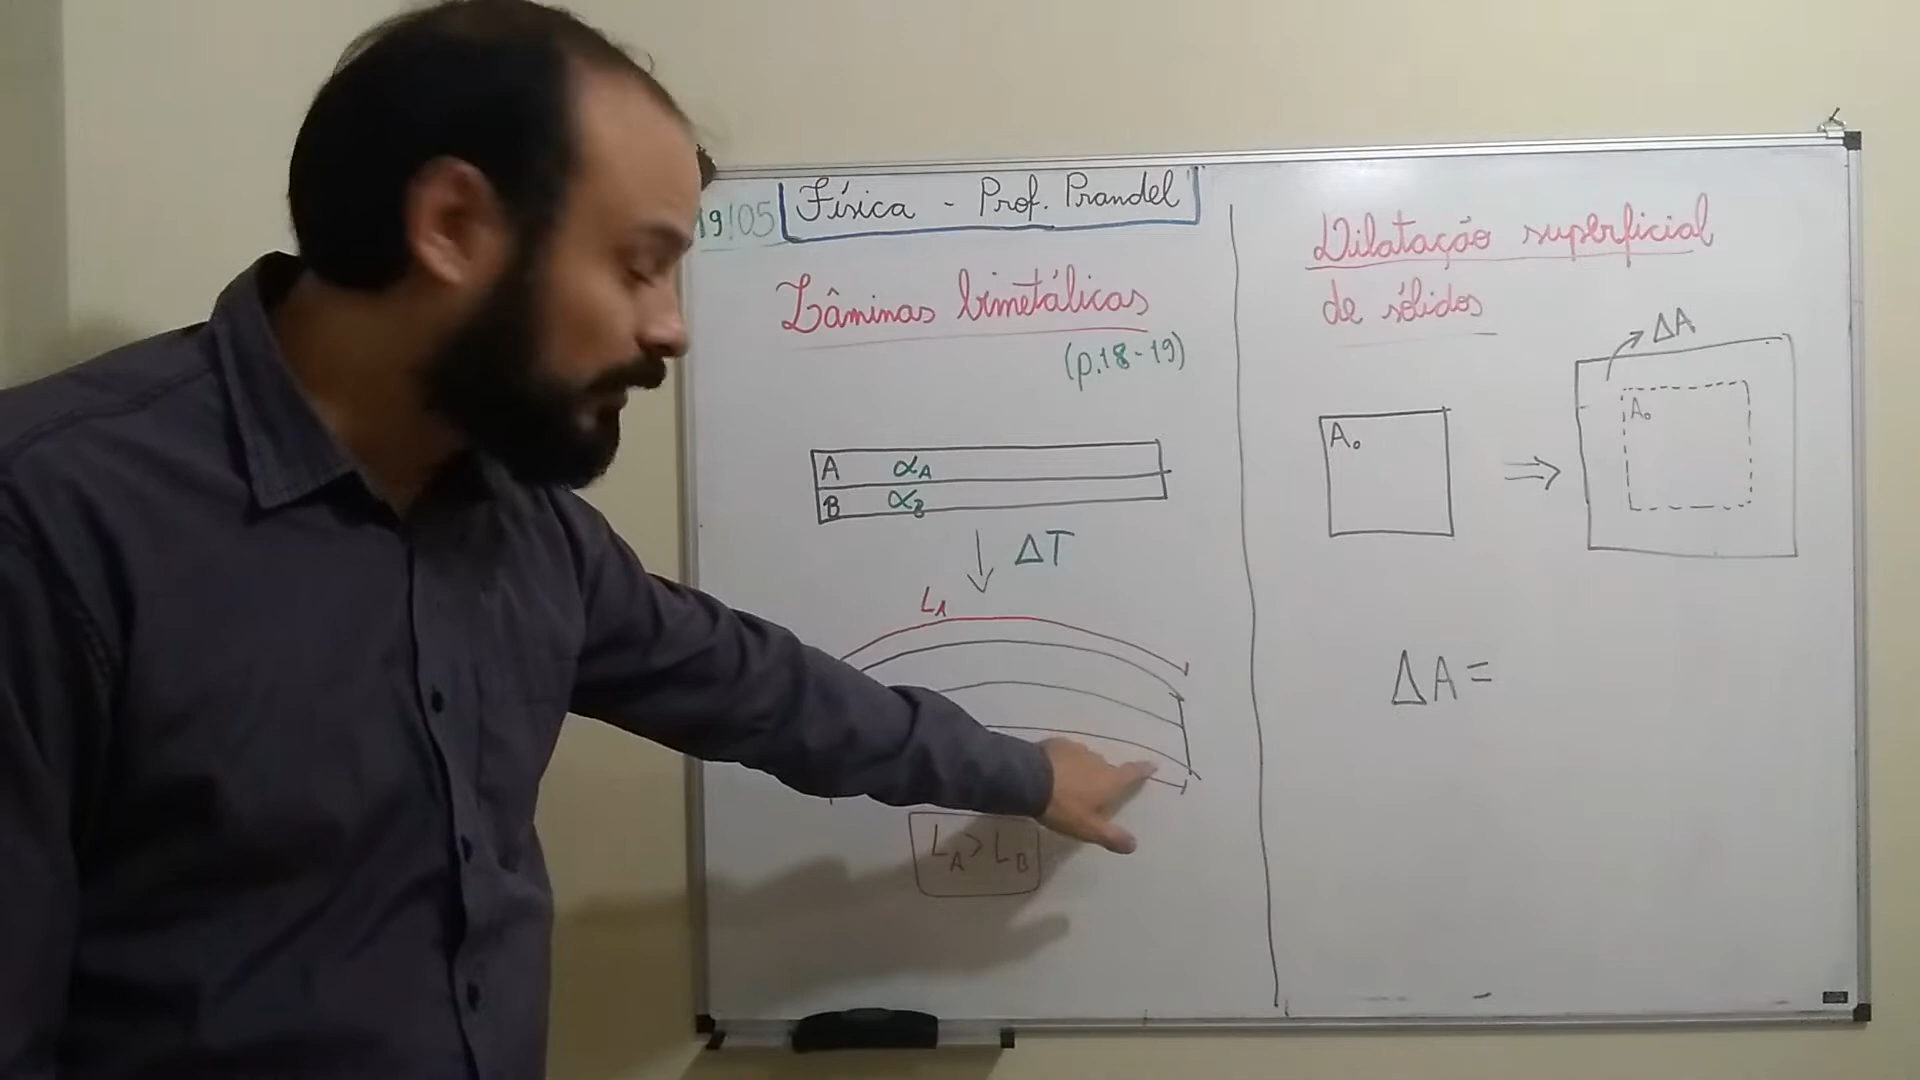 19/05
Física - Prof. Prandel
Lâminas bimetálicas
(p.18-19)
A αA
B αB
ΔT
LA
LA > LB
Dilatação superficial
de sólidos
A₀
ΔA
A₀
ΔA =